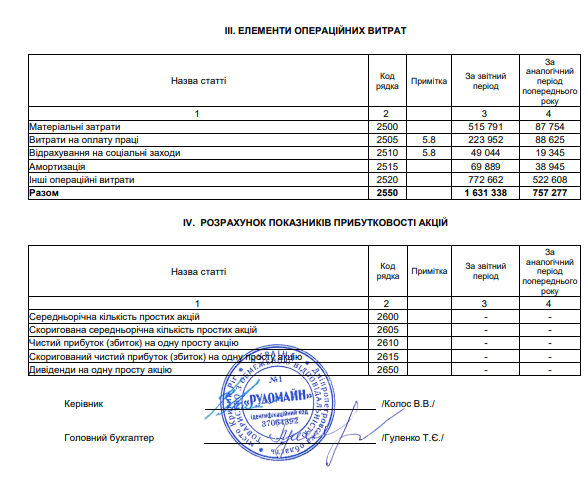 III. ЕЛЕМЕНТИ ОПЕРАЦІЙНИХ ВИТРАТ
Назва статті Код рядка Примітка За звітний період За аналогічний період попереднього року
1 2 3 4
Матеріальні затрати 2500 515 791 87 754
Витрати на оплату праці 2505 5.8 223 952 88 625
Відрахування на соціальні заходи 2510 5.8 49 044 19 345
Амортизація 2515 69 889 38 945
Інші операційні витрати 2520 772 662 522 608
Разом 2550 1 631 338 757 277
IV. РОЗРАХУНОК ПОКАЗНИКІВ ПРИБУТКОВОСТІ АКЦІЙ
Назва статті Код рядка Примітка За звітний період За аналогічний період попереднього року
1 2 3 4
Середньорічна кількість простих акцій 2600 - -
Скоригована середньорічна кількість простих акцій 2605 - -
Чистий прибуток (збиток) на одну просту акцію 2610 - -
Скоригований чистий прибуток (збиток) на одну просту акцію 2615 - -
Дивіденди на одну просту акцію 2650 - -
Керівник /Колос В.В./
Головний бухгалтер /Гуленко Т.Є./
№1
«РУДОМАЙН»
Ідентифікаційний код
37064392